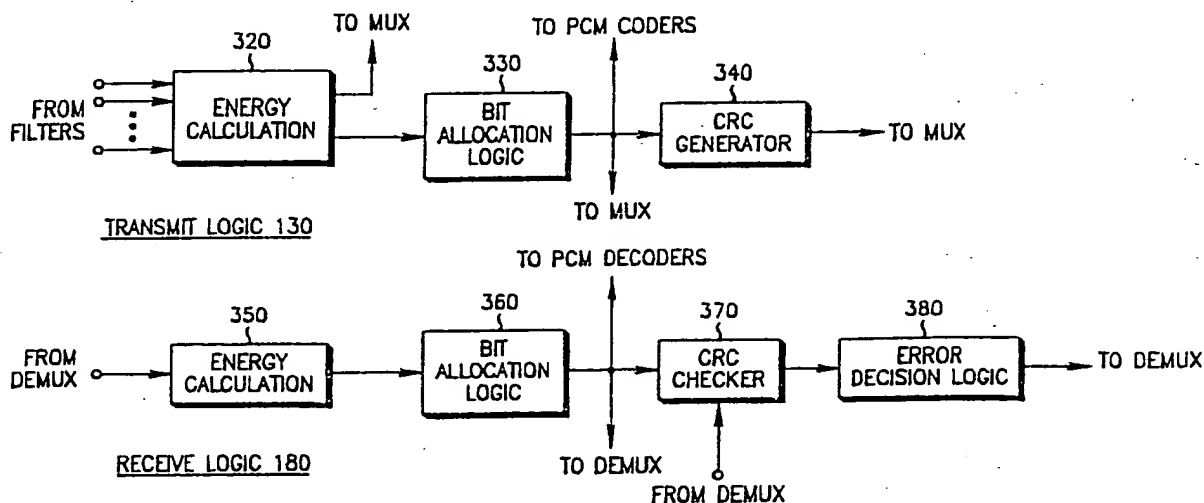 TO MUX
TO PCM CODERS
320
330
340
FROM
FILTERS
ENERGY
CALCULATION
BIT
ALLOCATION
LOGIC
CRC
GENERATOR
TO MUX
TO MUX
TRANSMIT LOGIC 130
TO PCM DECODERS
350
360
370
380
FROM
DEMUX
ENERGY
CALCULATION
BIT
ALLOCATION
LOGIC
CRC
CHECKER
ERROR
DECISION LOGIC
TO DEMUX
RECEIVE LOGIC 180
TO DEMUX
FROM DEMUX